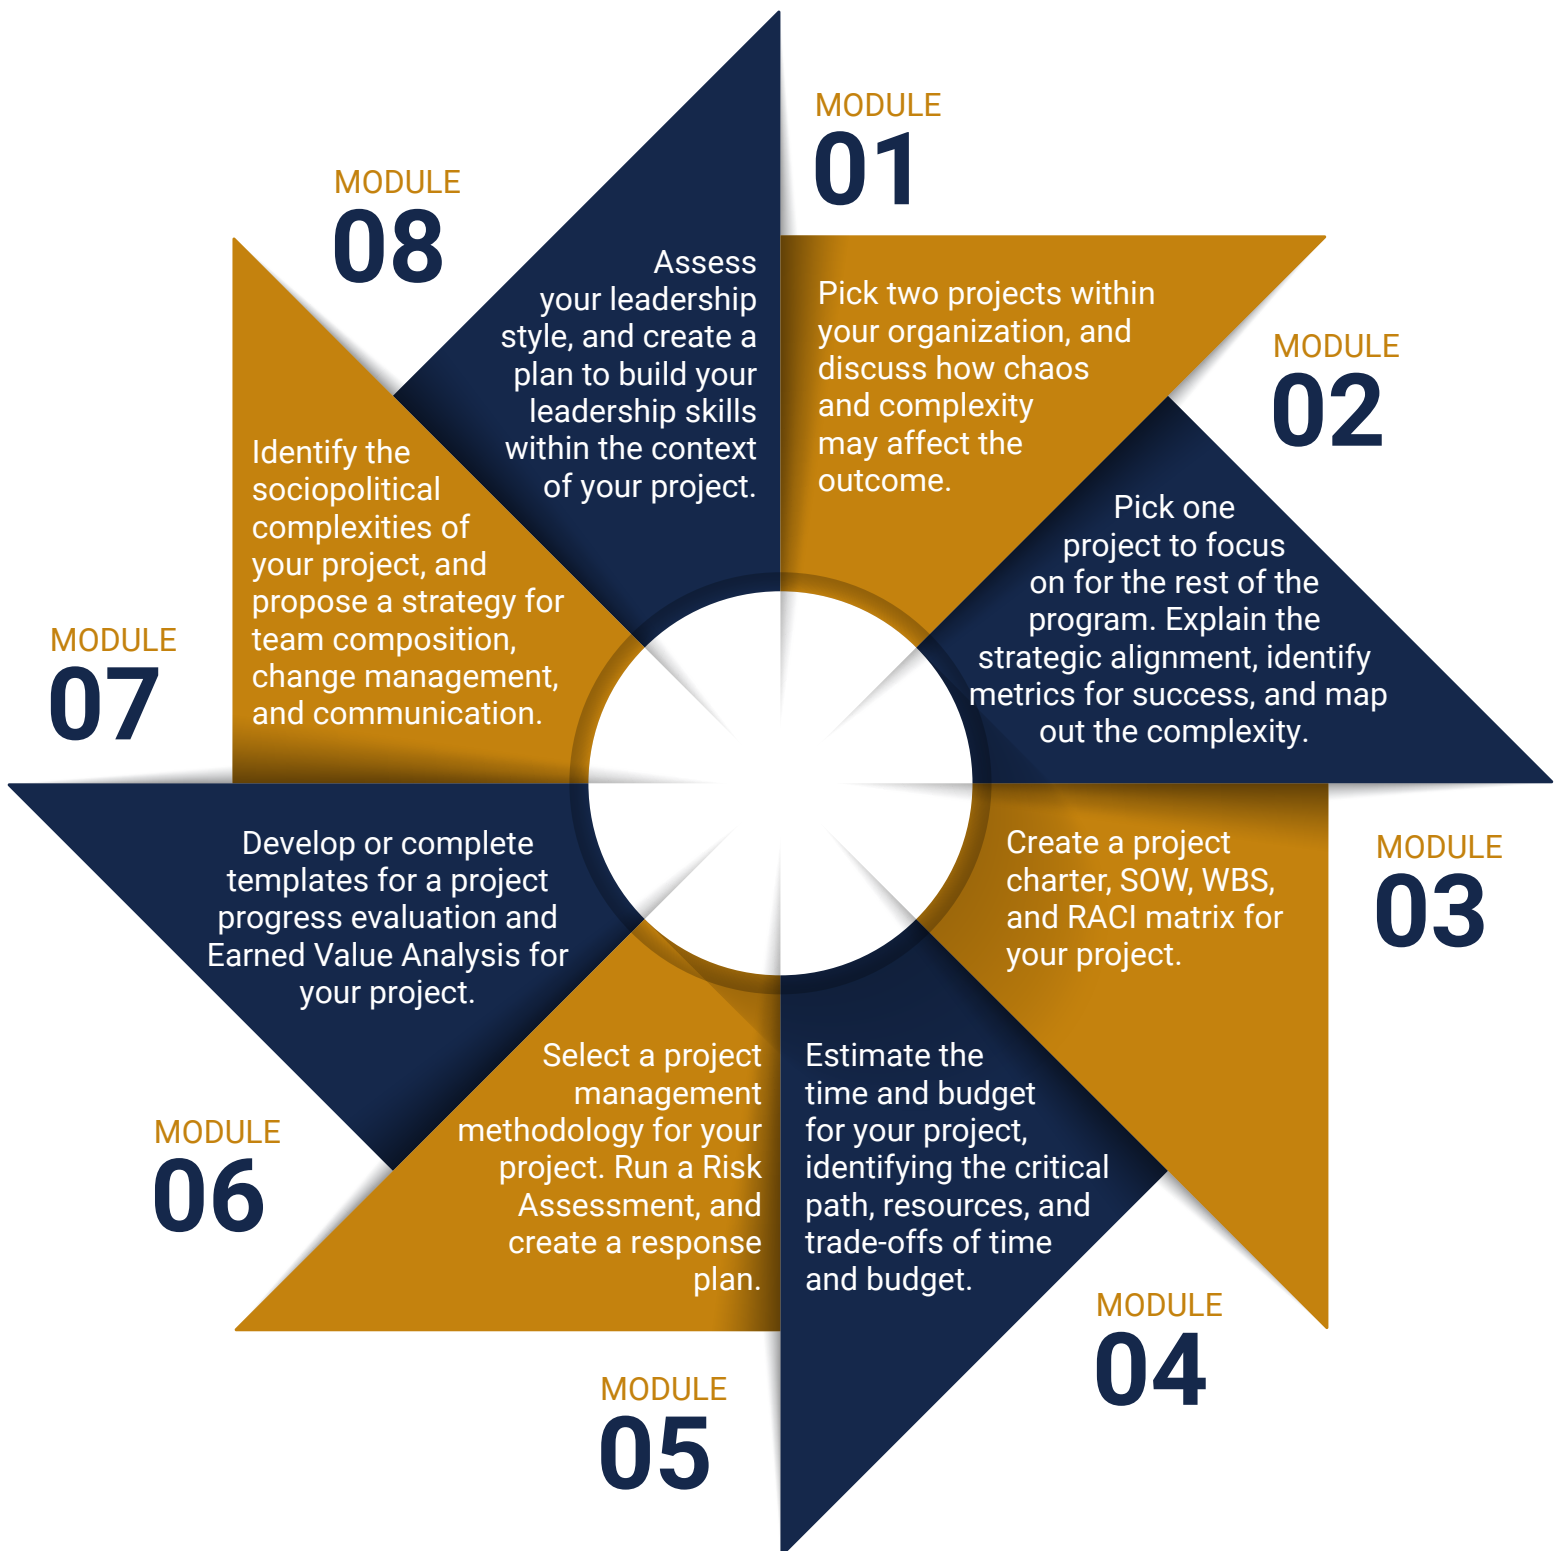 MODULE
01
Pick two projects within
your organization, and
discuss how chaos
and complexity
may affect the
outcome.
MODULE
02
Pick one
project to focus
on for the rest of the
program. Explain the
strategic alignment, identify
metrics for success, and map
out the complexity.
MODULE
03
Create a project
charter, SOW, WBS,
and RACI matrix for
your project.
MODULE
04
Estimate the
time and budget
for your project,
identifying the critical
path, resources, and
trade-offs of time
and budget.
MODULE
05
Select a project
management
methodology for your
project. Run a Risk
Assessment, and
create a response
plan.
MODULE
06
Develop or complete
templates for a project
progress evaluation and
Earned Value Analysis for
your project.
MODULE
07
Identify the
sociopolitical
complexities of
your project, and
propose a strategy for
team composition,
change management,
and communication.
MODULE
08
Assess
your leadership
style, and create a
plan to build your
leadership skills
within the context
of your project.